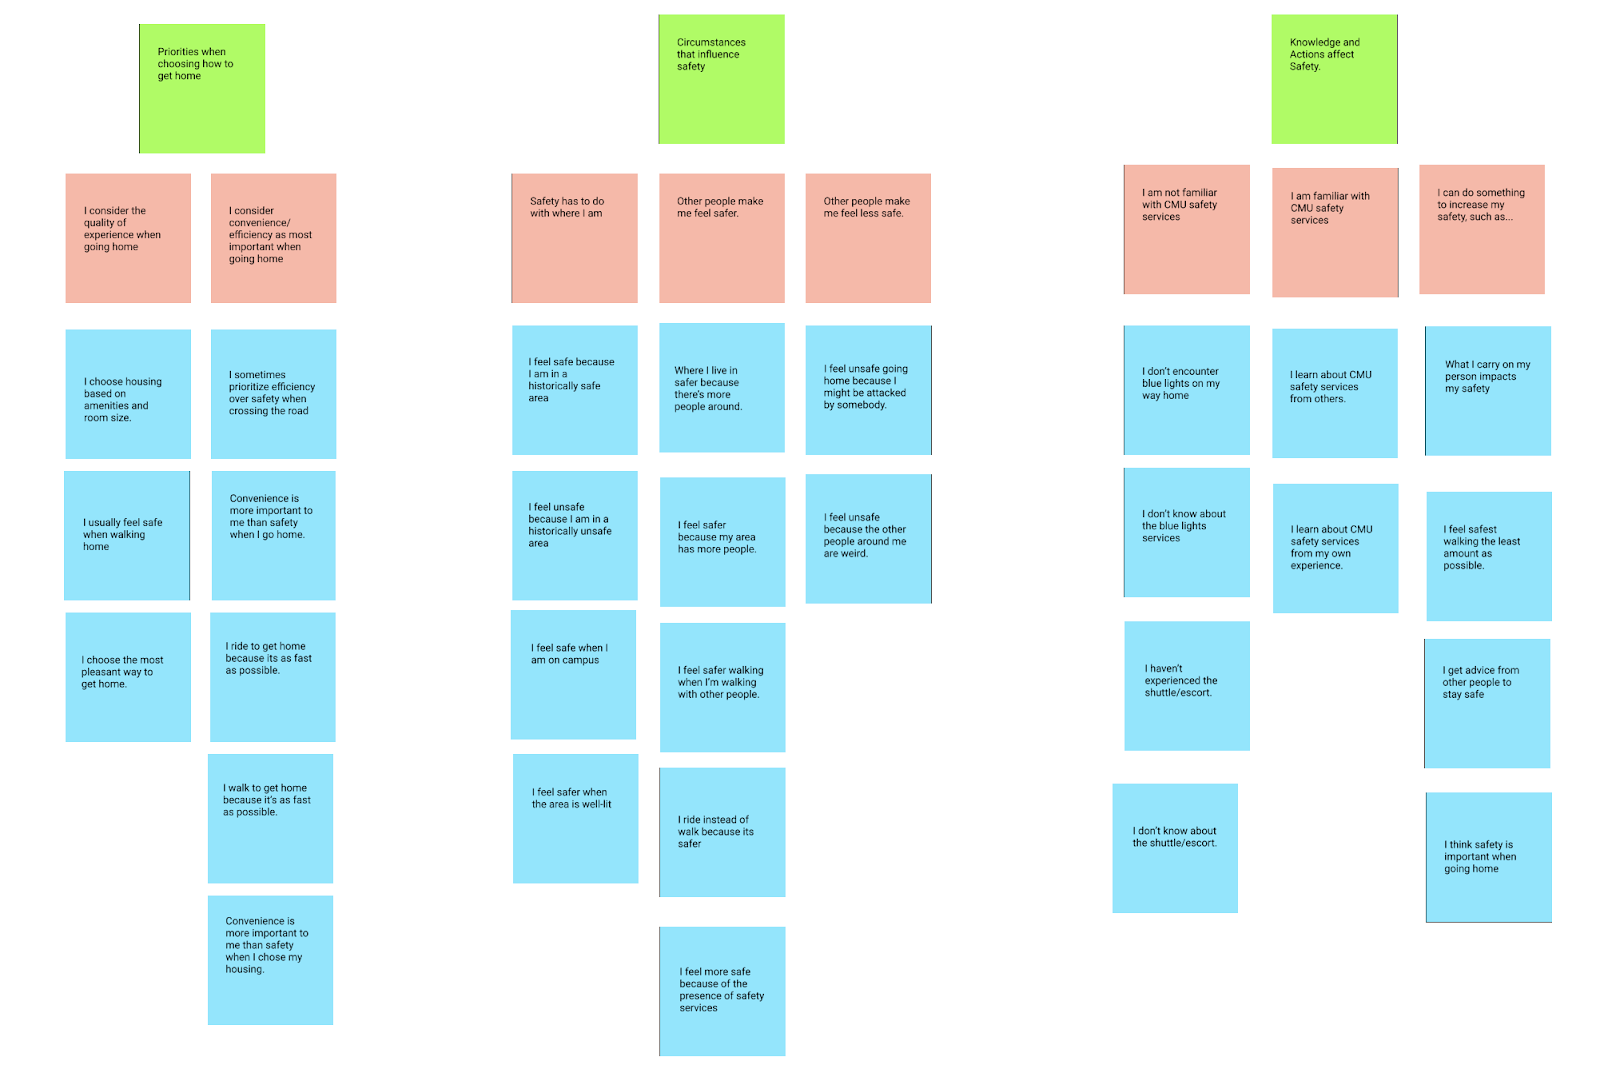 Priorities when
choosing how to
get home
Circumstances
that influence
safety
Knowledge and
Actions affect
Safety.
I consider the
quality of
experience when
going home
I consider
convenience/
efficiency as most
important when
going home
Safety has to do
with where I am
Other people make
me feel safer.
Other people make
me feel less safe.
I am not familiar
with CMU safety
services
I am familiar with
CMU safety
services
I can do something
to increase my
safety, such as...
I choose housing
based on
amenities and
room size.
I sometimes
prioritize efficiency
over safety when
crossing the road
I feel safe because
I am in a
historically safe
area
Where I live in
safer because
there's more
people around.
I feel unsafe going
home because I
might be attacked
by somebody.
I don't encounter
blue lights on my
way home
I learn about CMU
safety services
from others.
What I carry on my
person impacts
my safety
I usually feel safe
when walking
home
Convenience is
more important to
me than safety
when I go home.
I feel unsafe
because I am in a
historically unsafe
area
I feel safer
because my area
has more people.
I feel unsafe
because the other
people around me
are weird.
I don't know about
the blue lights
services
I learn about CMU
safety services
from my own
experience.
I feel safest
walking the least
amount as
possible.
I choose the most
pleasant way to
get home.
I ride to get home
because its as fast
as possible.
I feel safe when I
am on campus
I feel safer walking
when I'm walking
with other people.
I haven't
experienced the
shuttle/escort.
I get advice from
other people to
stay safe
I walk to get home
because it's as fast
as possible.
I feel safer when
the area is well-lit
I ride instead of
walk because its
safer
I don't know about
the shuttle/escort.
I think safety is
important when
going home
Convenience is
more important to
me than safety
when I chose my
housing.
I feel more safe
because of the
presence of safety
services